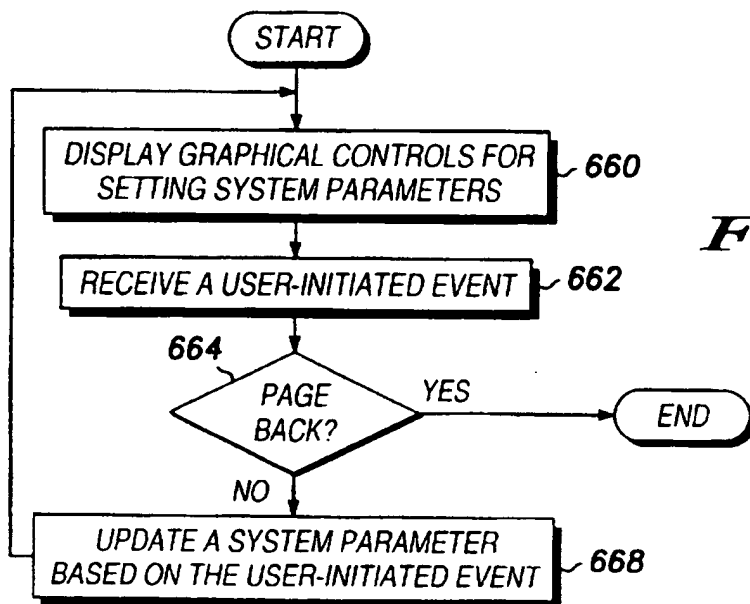 START
DISPLAY GRAPHICAL CONTROLS FOR
SETTING SYSTEM PARAMETERS
660
F
RECEIVE A USER-INITIATED EVENT
662
664
PAGE
BACK?
YES
END
NO
UPDATE A SYSTEM PARAMETER
BASED ON THE USER-INITIATED EVENT
668